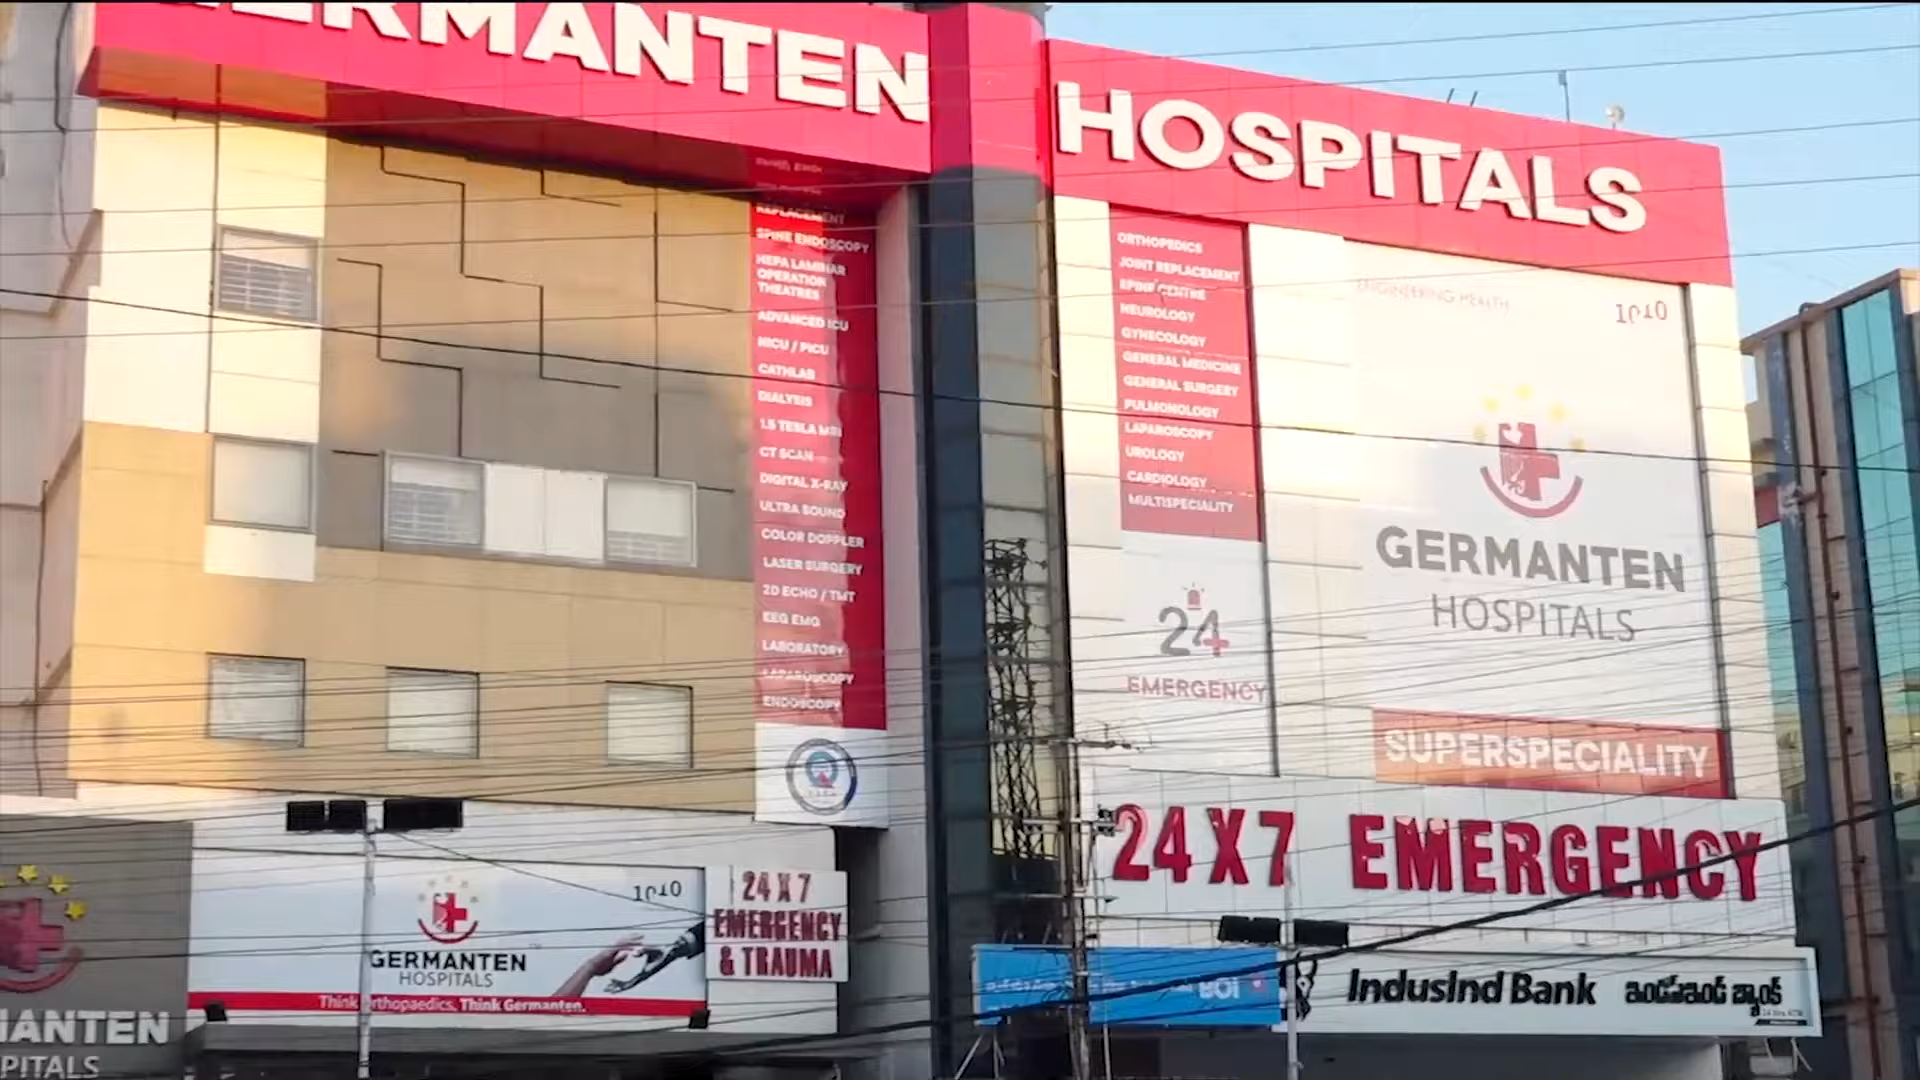 ERMANTEN
HOSPITALS
REPLACEMENT
SPINE ENDOSCOPY
HEPA LAMINAR
OPERATION
THEATRES
ADVANCED ICU
NICU / PICU
CATHLAB
DIALYSIS
1.5 TESLA MRI
CT SCAN
DIGITAL X-RAY
ULTRA SOUND
COLOR DOPPLER
LASER SURGERY
2D ECHO / TMT
EEG EMG
LABORATORY
LAPAROSCOPY
ENDOSCOPY
ORTHOPEDICS
JOINT REPLACEMENT
SPINE CENTRE
NEUROLOGY
GYNECOLOGY
GENERAL MEDICINE
GENERAL SURGERY
PULMONOLOGY
LAPAROSCOPY
UROLOGY
CARDIOLOGY
MULTISPECIALITY
24
EMERGENCY
ENGINEERING HEALTH
GERMANTEN
HOSPITALS
SUPERSPECIALITY
24 X 7 EMERGENCY
GERMANTEN
HOSPITALS
Think Orthopaedics, Think Germanten.
24 X 7
EMERGENCY
& TRAUMA
MANTEN
PITALS
BOI
IndusInd Bank ఇండస్ఇండ్ బ్యాంక్